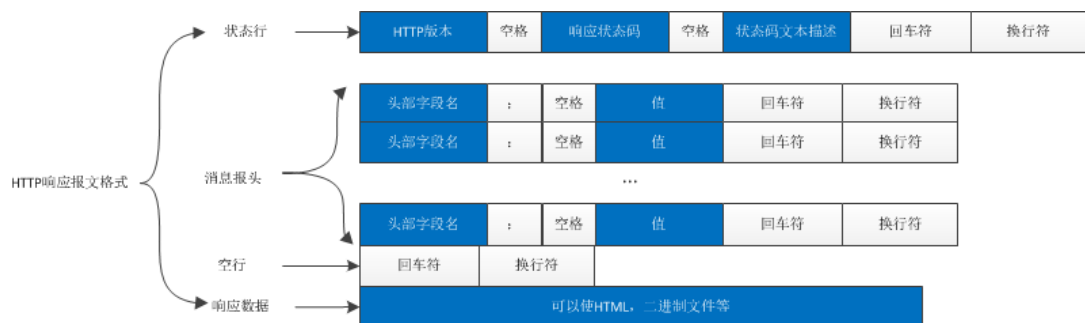 状态行 HTTP版本 空格 响应状态码 空格 状态码文本描述 回车符 换行符
头部字段名 : 空格 值 回车符 换行符
头部字段名 : 空格 值 回车符 换行符
HTTP响应报文格式
消息报头
...
头部字段名 : 空格 值 回车符 换行符
空行 回车符 换行符
响应数据 可以使HTML，二进制文件等